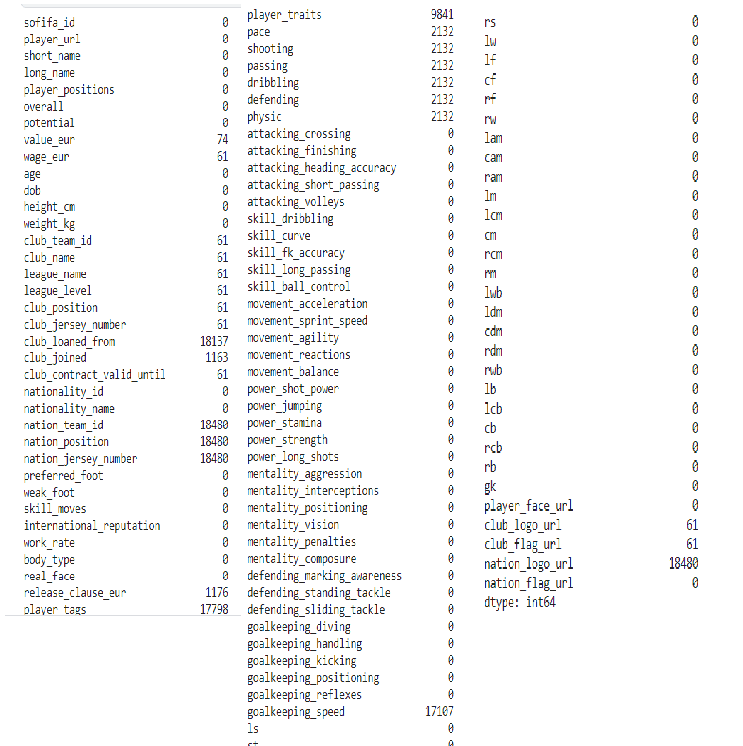 sofifa_id 0
player_url 0
short_name 0
long_name 0
player_positions 0
overall 0
potential 0
value_eur 74
wage_eur 61
age 0
dob 0
height_cm 0
weight_kg 0
club_team_id 61
club_name 61
league_name 61
league_level 61
club_position 61
club_jersey_number 61
club_loaned_from 18137
club_joined 1163
club_contract_valid_until 61
nationality_id 0
nationality_name 0
nation_team_id 18480
nation_position 18480
nation_jersey_number 18480
preferred_foot 0
weak_foot 0
skill_moves 0
international_reputation 0
work_rate 0
body_type 0
real_face 0
release_clause_eur 1176
player_tags 17798
player_traits 9841
pace 2132
shooting 2132
passing 2132
dribbling 2132
defending 2132
physic 2132
attacking_crossing 0
attacking_finishing 0
attacking_heading_accuracy 0
attacking_short_passing 0
attacking_volleys 0
skill_dribbling 0
skill_curve 0
skill_fk_accuracy 0
skill_long_passing 0
skill_ball_control 0
movement_acceleration 0
movement_sprint_speed 0
movement_agility 0
movement_reactions 0
movement_balance 0
power_shot_power 0
power_jumping 0
power_stamina 0
power_strength 0
power_long_shots 0
mentality_aggression 0
mentality_interceptions 0
mentality_positioning 0
mentality_vision 0
mentality_penalties 0
mentality_composure 0
defending_marking_awareness 0
defending_standing_tackle 0
defending_sliding_tackle 0
goalkeeping_diving 0
goalkeeping_handling 0
goalkeeping_kicking 0
goalkeeping_positioning 0
goalkeeping_reflexes 0
goalkeeping_speed 17107
ls 0
st 0
rs 0
lw 0
lf 0
cf 0
rf 0
rw 0
lam 0
cam 0
ram 0
lm 0
lcm 0
cm 0
rcm 0
rm 0
lwb 0
ldm 0
cdm 0
rdm 0
rwb 0
lb 0
lcb 0
cb 0
rcb 0
rb 0
gk 0
player_face_url 0
club_logo_url 61
club_flag_url 61
nation_logo_url 18480
nation_flag_url 0
dtype: int64